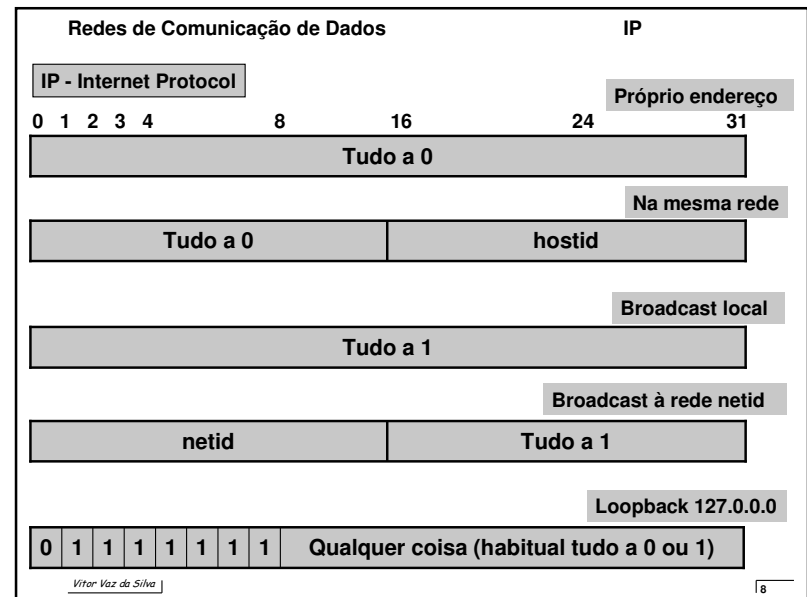 Redes de Comunicação de Dados IP
IP - Internet Protocol
Próprio endereço
0 1 2 3 4 8 16 24 31
Tudo a 0
Na mesma rede
Tudo a 0 hostid
Broadcast local
Tudo a 1
Broadcast à rede netid
netid Tudo a 1
Loopback 127.0.0.0
0 1 1 1 1 1 1 1 Qualquer coisa (habitual tudo a 0 ou 1)
Vitor Vaz da Silva 8